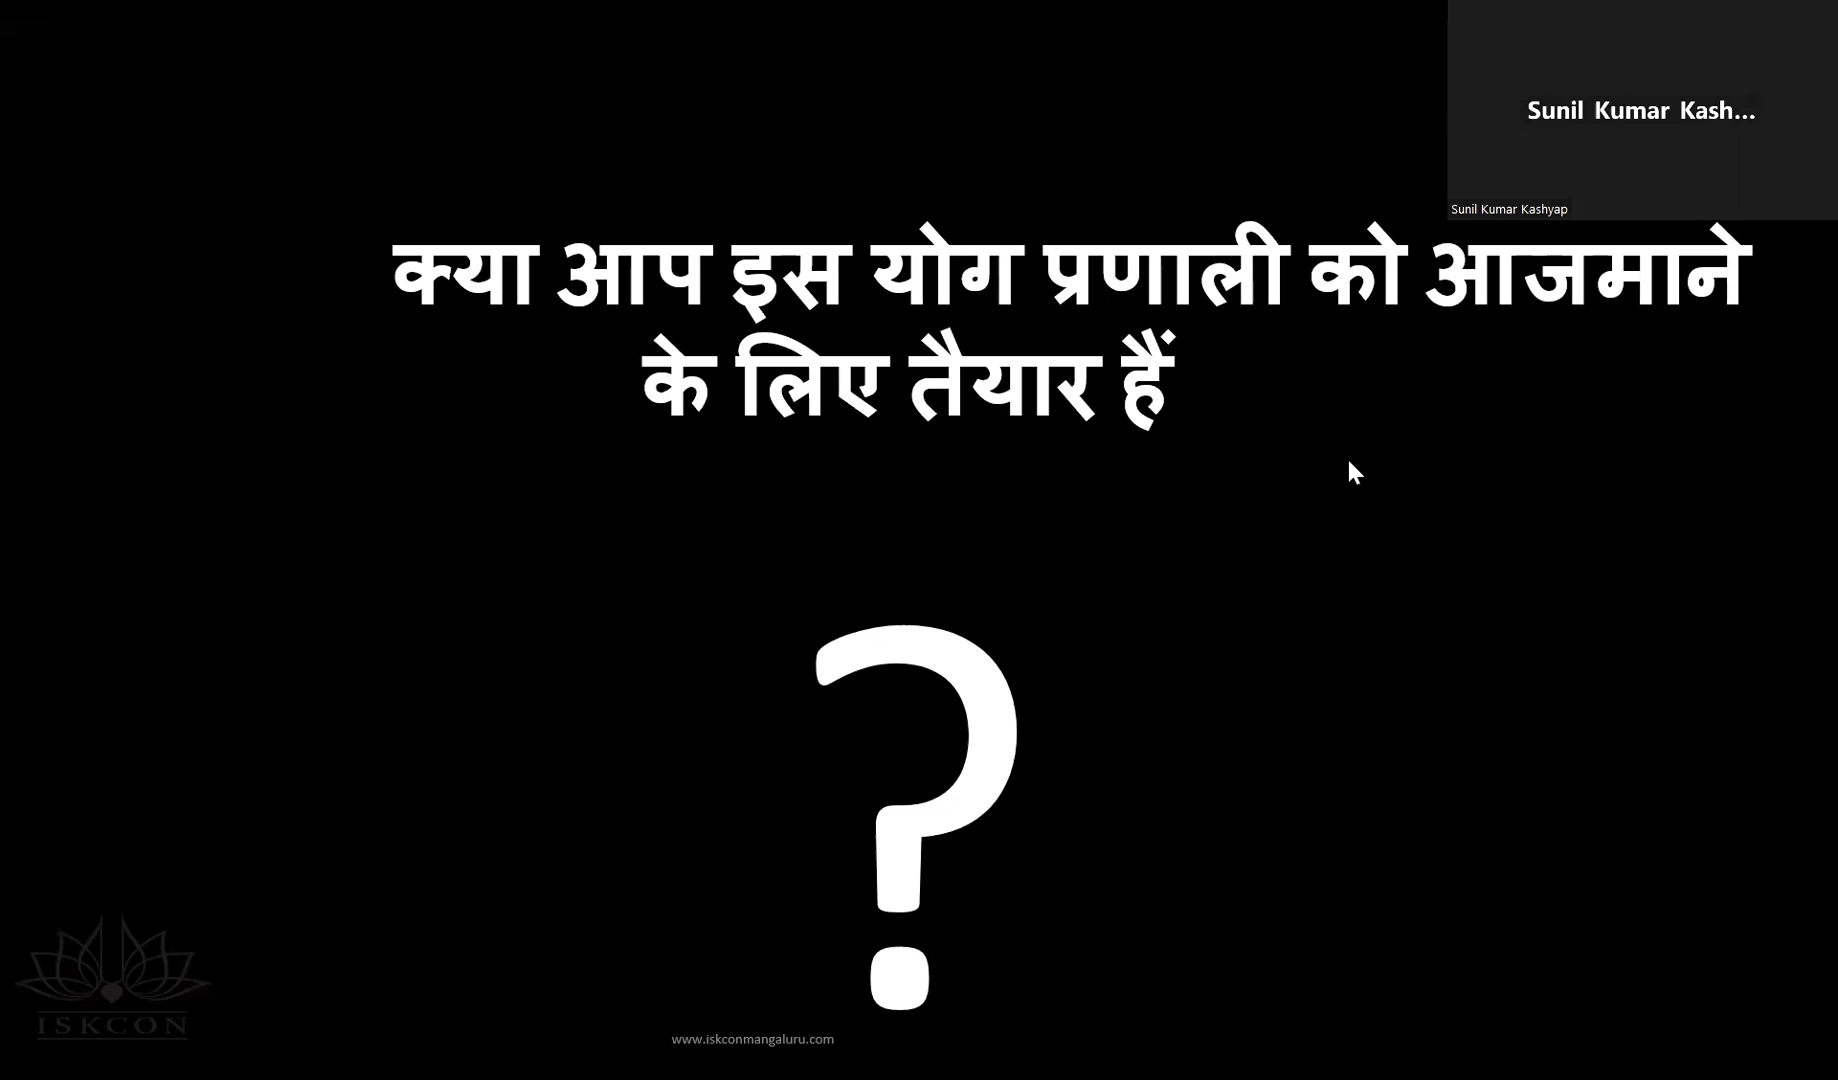 Sunil Kumar Kash...
Sunil Kumar Kashyap
क्या आप इस योग प्रणाली को आजमाने
के लिए तैयार हैं
?
ISKCON
www.iskconmangaluru.com